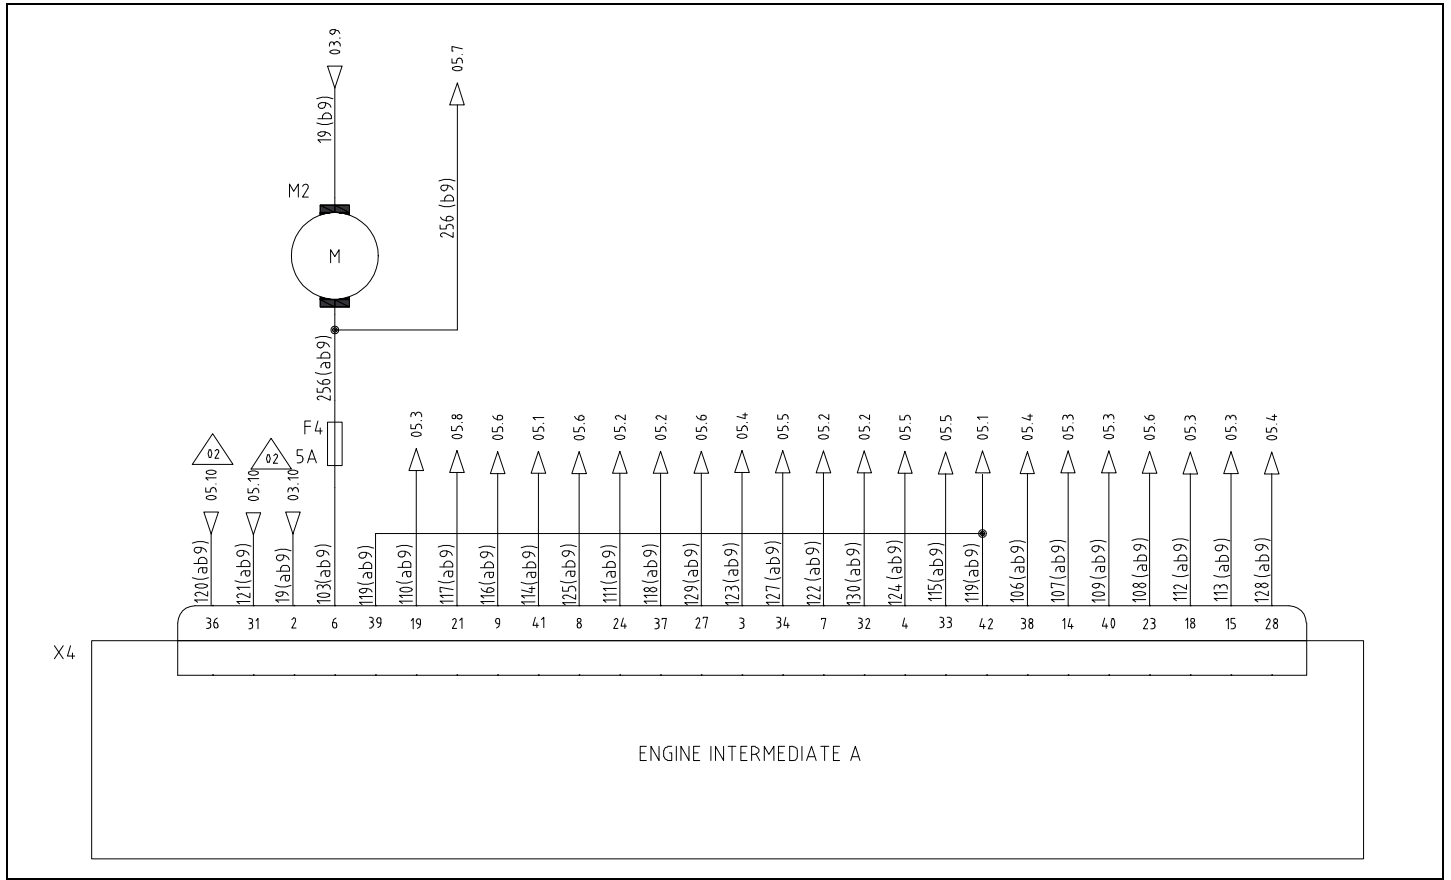 03.9
05.7
19 (b9)
M2
256 (b9)
M
256(ab9)
F4
5A
02
02
05.10
05.10
03.10
05.3
05.8
05.6
05.1
05.6
05.2
05.2
05.6
05.4
05.5
05.2
05.2
05.5
05.5
05.1
05.4
05.3
05.3
05.6
05.3
05.3
05.4
120(ab9)
121(ab9)
19(ab9)
103(ab9)
119(ab9)
110(ab9)
117(ab9)
116(ab9)
114(ab9)
125(ab9)
111(ab9)
118(ab9)
129(ab9)
123(ab9)
127(ab9)
122(ab9)
130(ab9)
124(ab9)
115(ab9)
119(ab9)
106(ab9)
107(ab9)
109(ab9)
108(ab9)
112(ab9)
113(ab9)
128(ab9)
36 31 2 6 39 19 21 9 41 8 24 37 27 3 34 7 32 4 33 42 38 14 40 23 18 15 28
X4
ENGINE INTERMEDIATE A